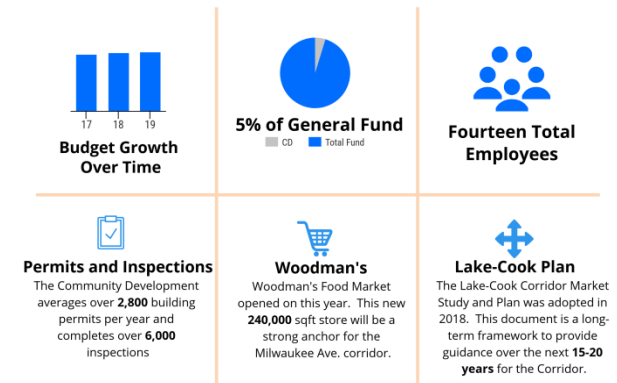 17 18 19
Budget Growth
Over Time
5% of General Fund
CD Total Fund
Fourteen Total
Employees
Permits and Inspections
The Community Development
averages over 2,800 building
permits per year and
completes over 6,000
inspections
Woodman's
Woodman's Food Market
opened on this year. This new
240,000 sqft store will be a
strong anchor for the
Milwaukee Ave. corridor.
Lake-Cook Plan
The Lake-Cook Corridor Market
Study and Plan was adopted in
2018. This document is a long-
term framework to provide
guidance over the next 15-20
years for the Corridor.